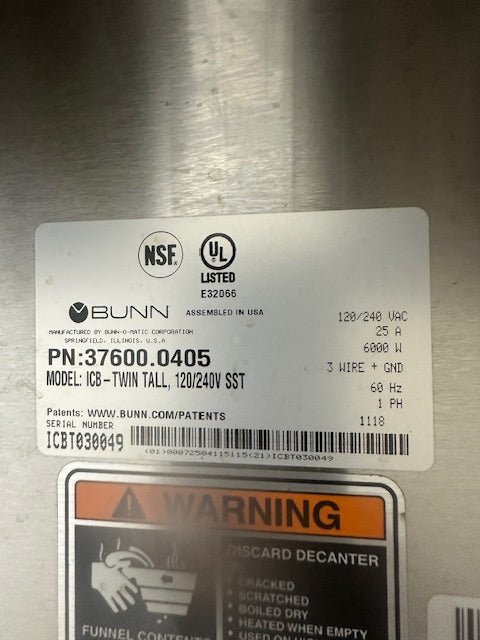 NSF®
UL
LISTED
E32066
BUNN® ASSEMBLED IN USA
MANUFACTURED BY BUNN-O-MATIC CORPORATION
SPRINGFIELD, ILLINOIS, U.S.A
120/240 VAC
25 A
6000 W
3 WIRE + GND
60 Hz
1 PH
1118
PN:37600.0405
MODEL: ICB-TWIN TALL, 120/240V SST
Patents: WWW.BUNN.COM/PATENTS
SERIAL NUMBER
ICBT030049
(01)00072504115115(21)ICBT030049
WARNING
DISCARD DECANTER
• CRACKED
• SCRATCHED
• BOILED DRY
• HEATED WHEN EMPTY
FUNNEL CONTENTS
• USED ON